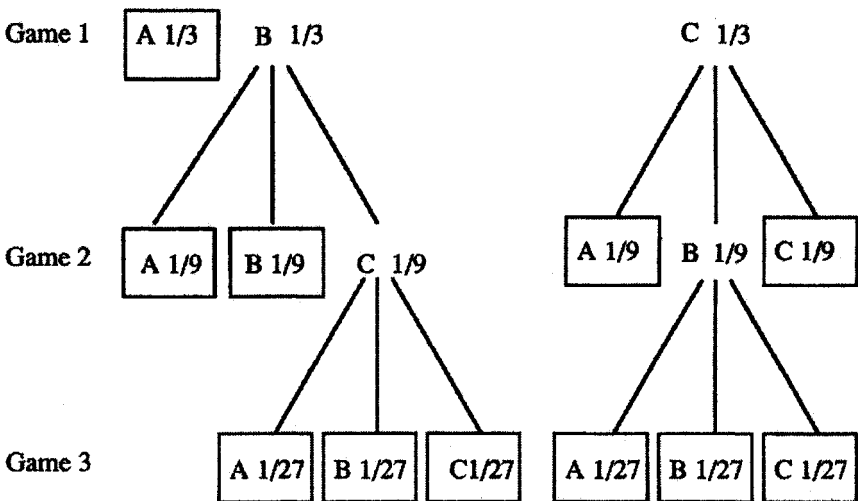 Game 1 A 1/3 B 1/3 C 1/3
Game 2 A 1/9 B 1/9 C 1/9 A 1/9 B 1/9 C 1/9
Game 3 A 1/27 B 1/27 C1/27 A 1/27 B 1/27 C 1/27